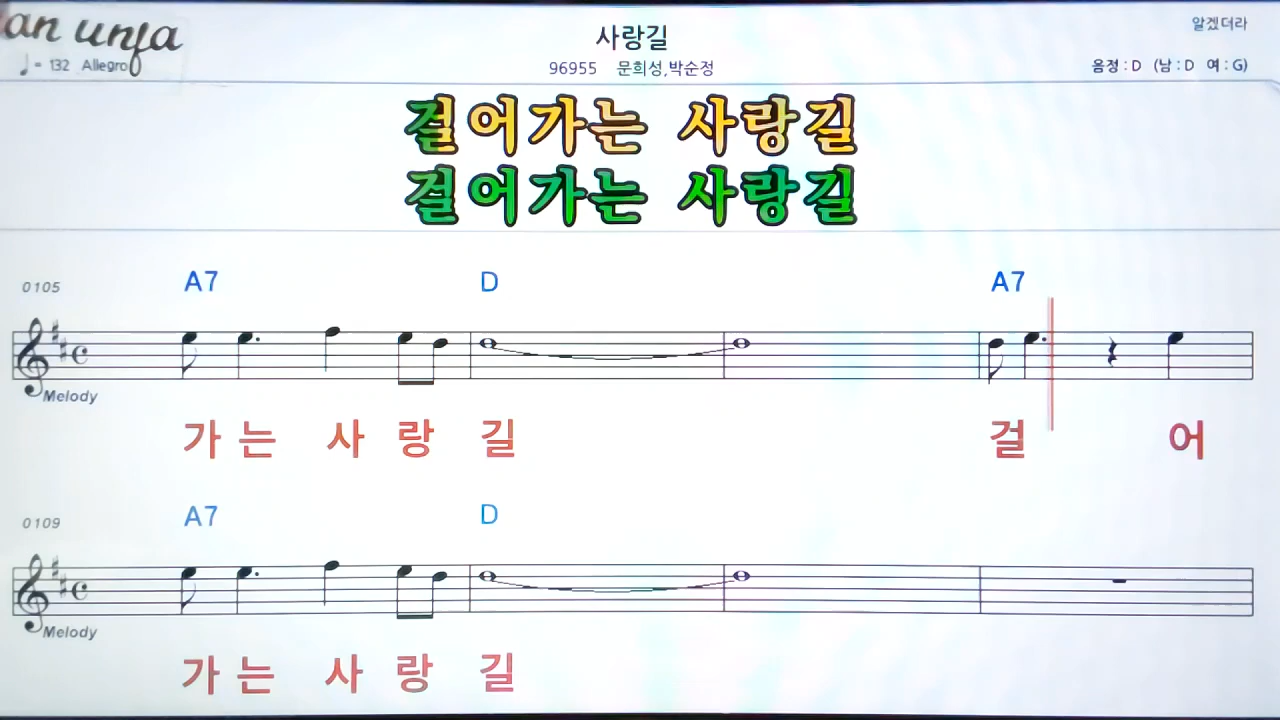 an unfa
사랑길
알겠더라
♩= 132 Allegro
96955 문희성,박순정
음정 : D (남 : D 여 : G)
걸어가는 사랑길
걸어가는 사랑길
0105 A7 D A7
Melody
가 는 사 랑 길 걸 어
0109 A7 D
Melody
가 는 사 랑 길